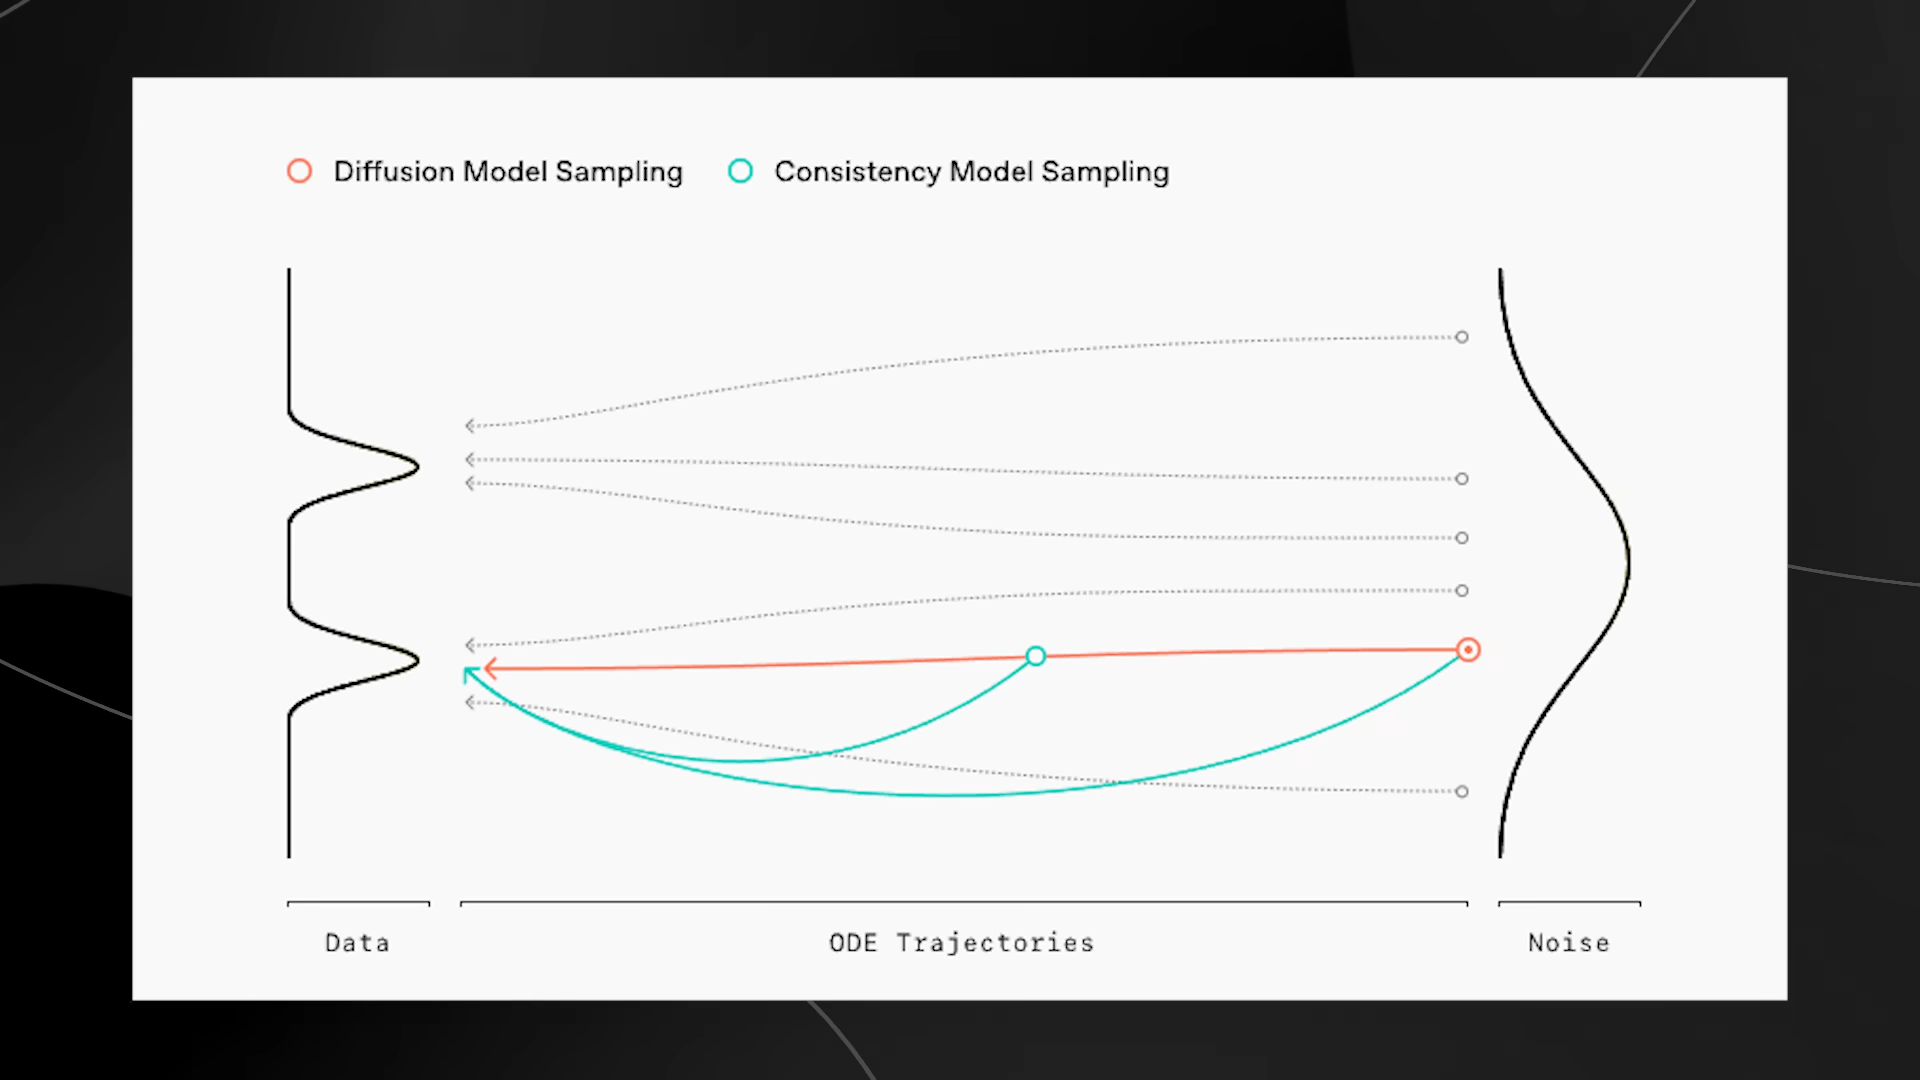 Diffusion Model Sampling
Consistency Model Sampling
Data
ODE Trajectories
Noise